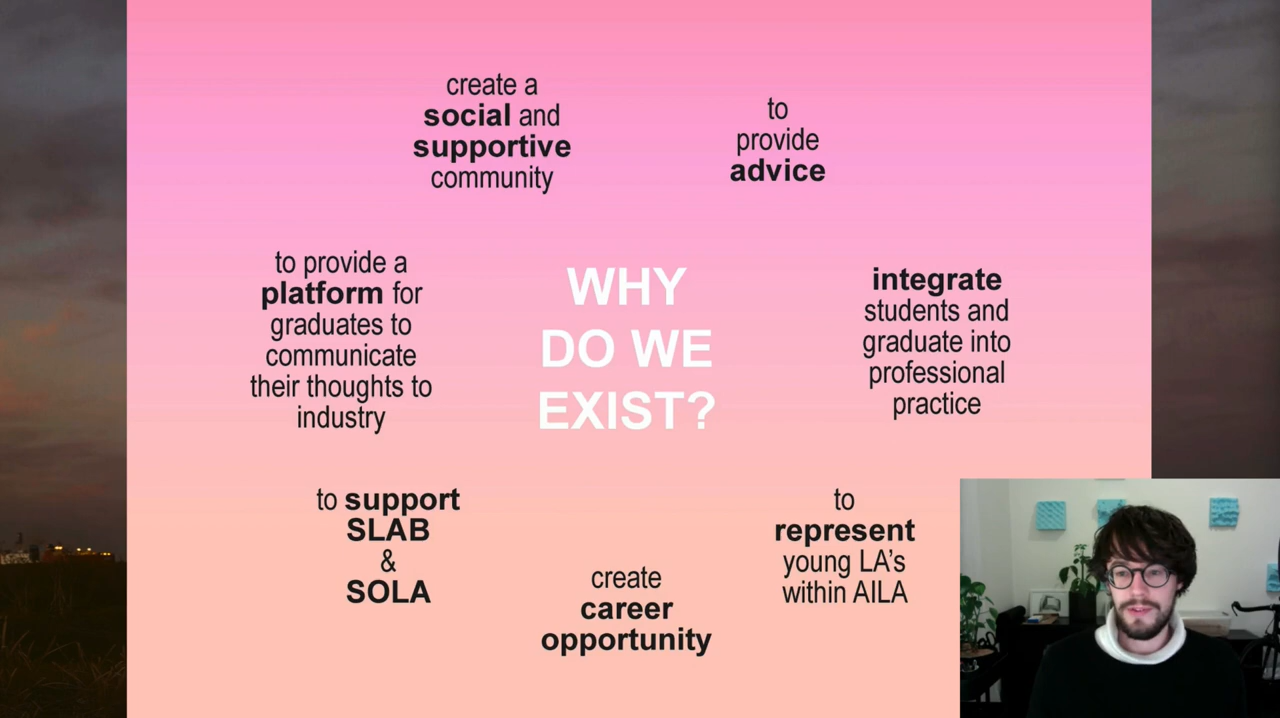 create a
social and
supportive
community
to
provide
advice
to provide a
platform for
graduates to
communicate
their thoughts to
industry
WHY
DO WE
EXIST?
integrate
students and
graduate into
professional
practice
to support
SLAB
&
SOLA
create
career
opportunity
to
represent
young LA's
within AILA